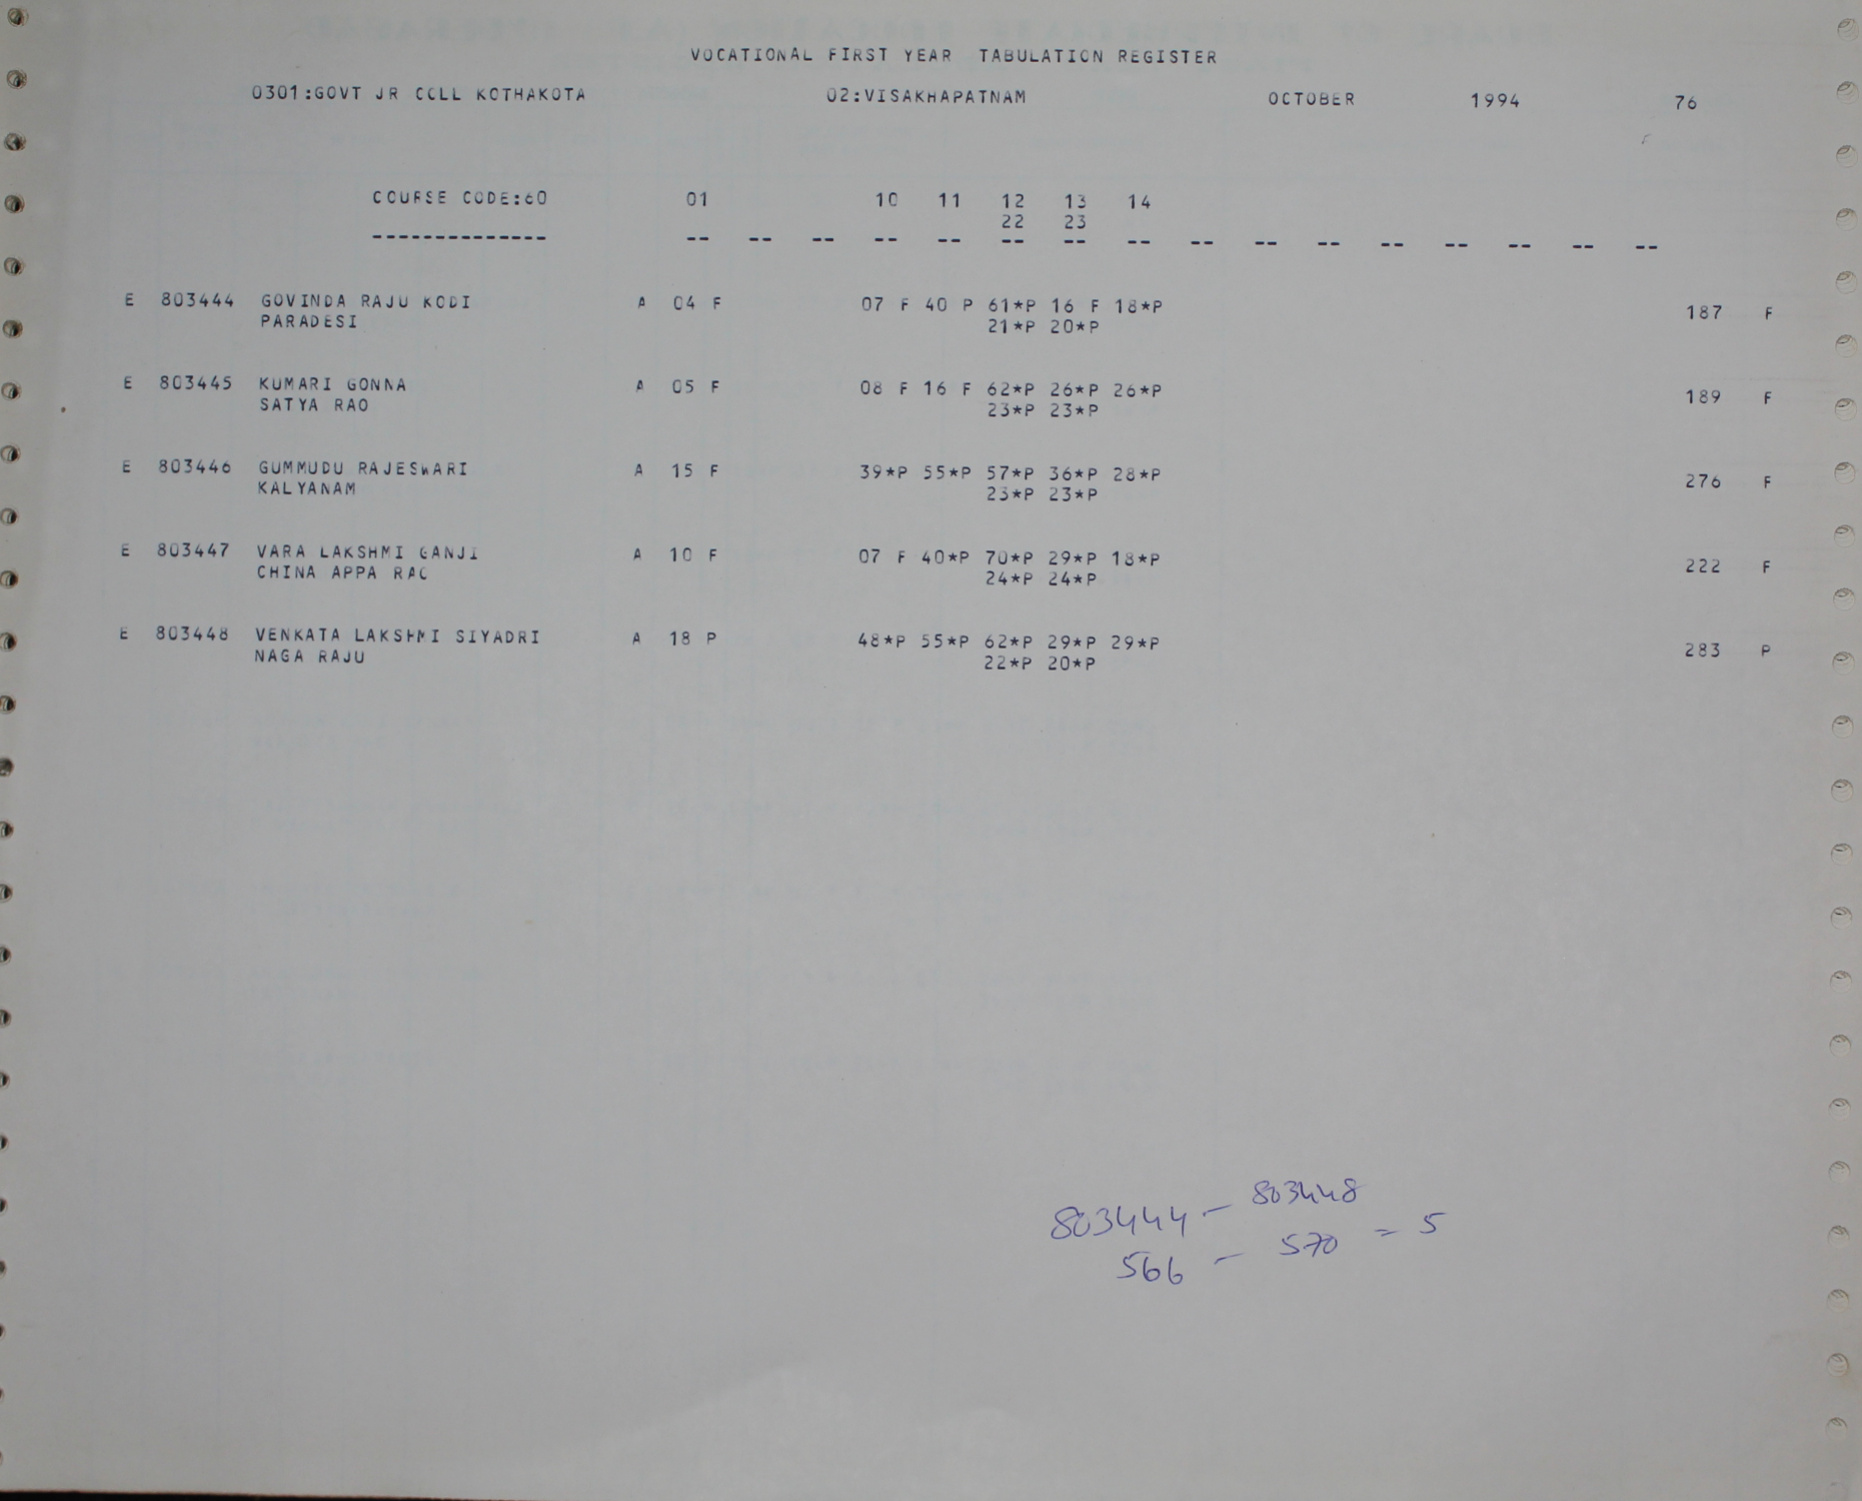 VOCATIONAL FIRST YEAR TABULATION REGISTER
0301:GOVT JR COLL KOTHAKOTA 02:VISAKHAPATNAM OCTOBER 1994 76
COURSE CODE:60 01 10 11 12 13 14
22 23
-------------- -- -- -- -- -- -- -- -- -- -- -- -- -- -- -- --
E 803444 GOVINDA RAJU KODI A 04 F 07 F 40 P 61*P 16 F 18*P 187 F
PARADESI 21*P 20*P
E 803445 KUMARI GONNA A 05 F 08 F 16 F 62*P 26*P 26*P 189 F
SATYA RAO 23*P 23*P
E 803446 GUMMUDU RAJESWARI A 15 F 39*P 55*P 57*P 36*P 28*P 276 F
KALYANAM 23*P 23*P
E 803447 VARA LAKSHMI GANJI A 10 F 07 F 40*P 70*P 29*P 18*P 222 F
CHINA APPA RAO 24*P 24*P
E 803448 VENKATA LAKSHMI SIYADRI A 18 P 48*P 55*P 62*P 29*P 29*P 283 P
NAGA RAJU 22*P 20*P
803444 - 803448
566 - 570 = 5